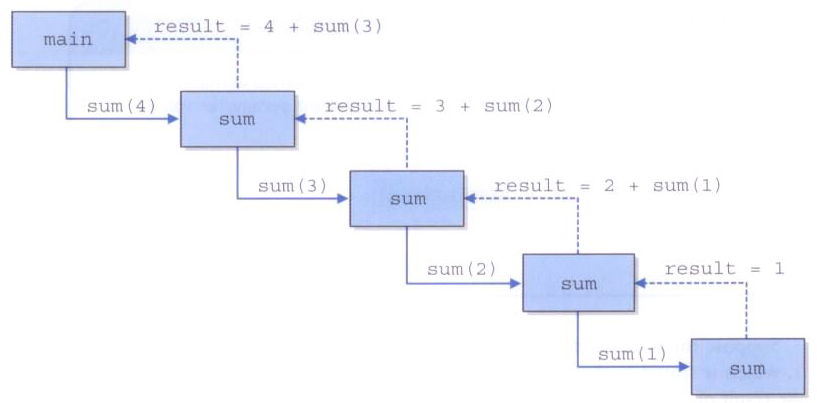 result = 4 + sum(3)
main
sum(4)
result = 3 + sum(2)
sum
sum(3)
result = 2 + sum(1)
sum
sum(2)
result = 1
sum
sum(1)
sum